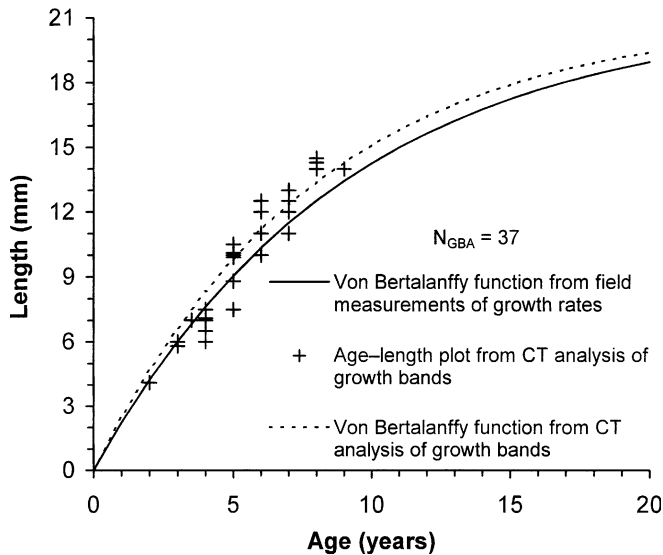 21
18
15
12
9
6
3
0
Length (mm)
N_GBA = 37
Von Bertalanffy function from field
measurements of growth rates
Age–length plot from CT analysis of
growth bands
Von Bertalanffy function from CT
analysis of growth bands
0 5 10 15 20
Age (years)